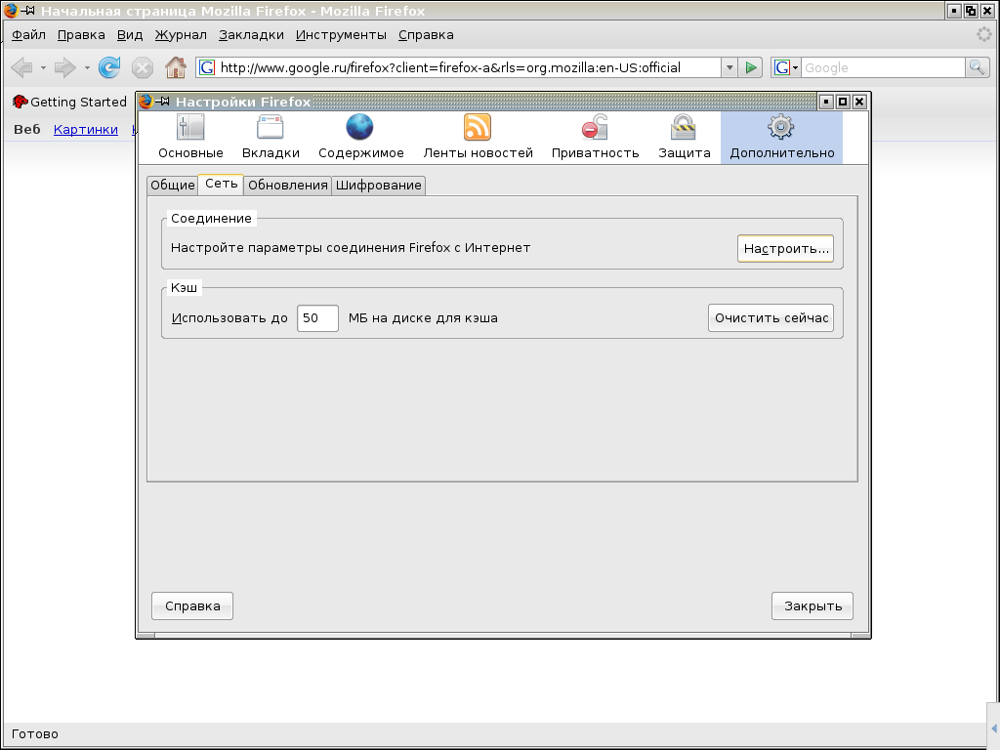 Начальная страница Mozilla Firefox - Mozilla Firefox
Файл Правка Вид Журнал Закладки Инструменты Справка
http://www.google.ru/firefox?client=firefox-a&rls=org.mozilla:en-US:official
Google
Getting Started
Веб Картинки
Настройки Firefox
Основные Вкладки Содержимое Ленты новостей Приватность Защита Дополнительно
Общие Сеть Обновления Шифрование
Соединение
Настройте параметры соединения Firefox с Интернет Настроить...
Кэш
Использовать до 50 МБ на диске для кэша Очистить сейчас
Справка Закрыть
Готово